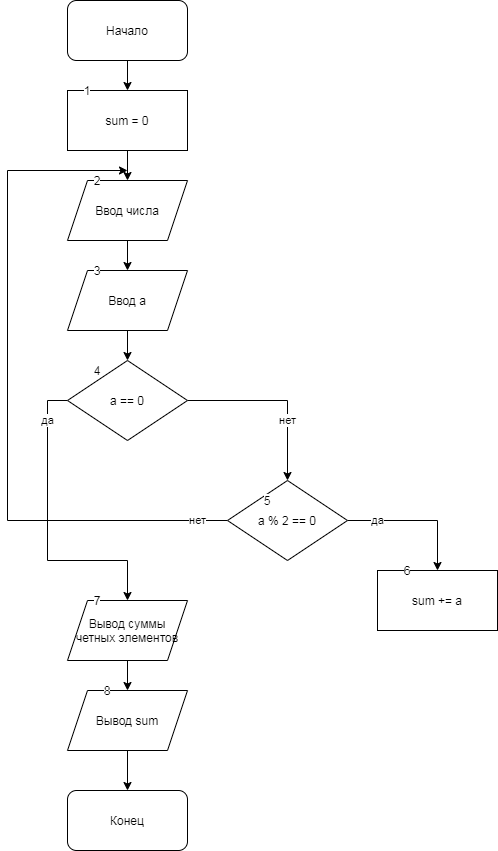 Начало
1
sum = 0
2
Ввод числа
3
Ввод a
4
a == 0
да
нет
5
a % 2 == 0
нет
да
6
sum += a
7
Вывод суммы
четных элементов
8
Вывод sum
Конец